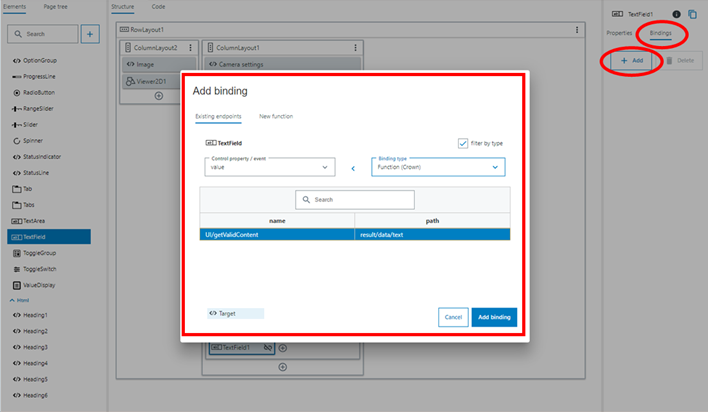 Elements
Page tree
Search
+
OptionGroup
ProgressLine
RadioButton
RangeSlider
Slider
Spinner
StatusIndicator
StatusLine
Tab
Tabs
TextArea
TextField
ToggleGroup
ToggleSwitch
ValueDisplay
Html
Heading1
Heading2
Heading3
Heading4
Heading5
Heading6
Structure
Code
RowLayout1
ColumnLayout2
Image
Viewer2D1
ColumnLayout1
Camera settings
Add binding
Existing endpoints
New function
TextField
filter by type
Control property / event
value
Binding type
Function (Crown)
Search
name
path
UI/getValidContent
result/data/text
Target
Cancel
Add binding
TextField1
TextField1
Properties
Bindings
+ Add
Delete